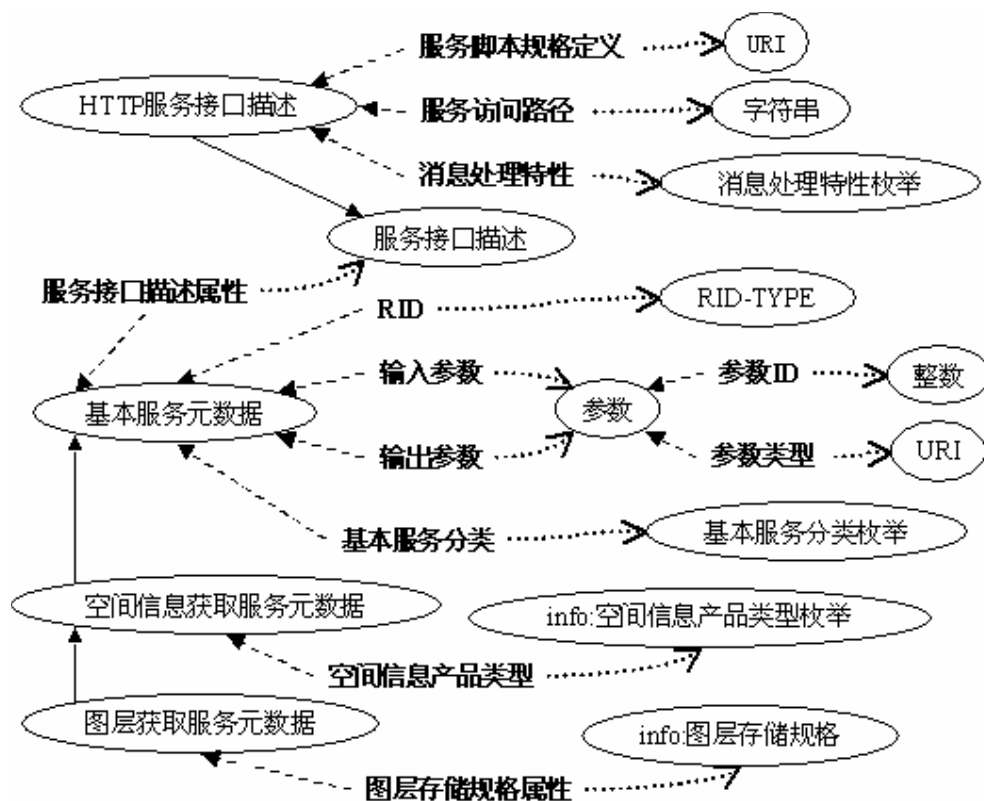 服务脚本规格定义
URI
HTTP服务接口描述
服务访问路径
字符串
消息处理特性
消息处理特性枚举
服务接口描述
服务接口描述属性
RID
RID-TYPE
输入参数
参数ID
整数
基本服务元数据
参数
输出参数
参数类型
URI
基本服务分类
基本服务分类枚举
空间信息获取服务元数据
info:空间信息产品类型枚举
空间信息产品类型
图层获取服务元数据
info:图层存储规格
图层存储规格属性